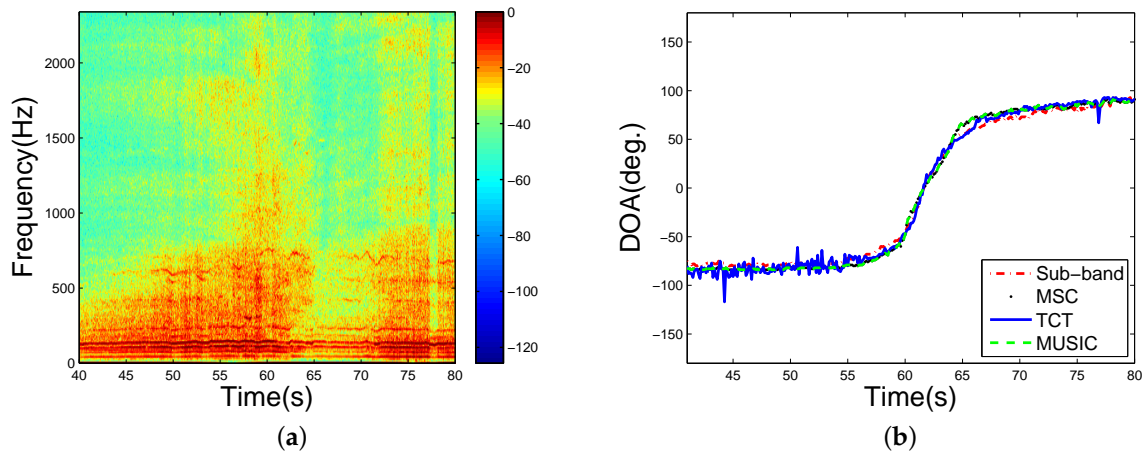 Frequency(Hz)
2000
1500
1000
500
0
40 45 50 55 60 65 70 75 80
Time(s)
0
−20
−40
−60
−80
−100
−120
(a)
DOA(deg.)
150
100
50
0
−50
−100
−150
45 50 55 60 65 70 75 80
Time(s)
Sub−band
MSC
TCT
MUSIC
(b)